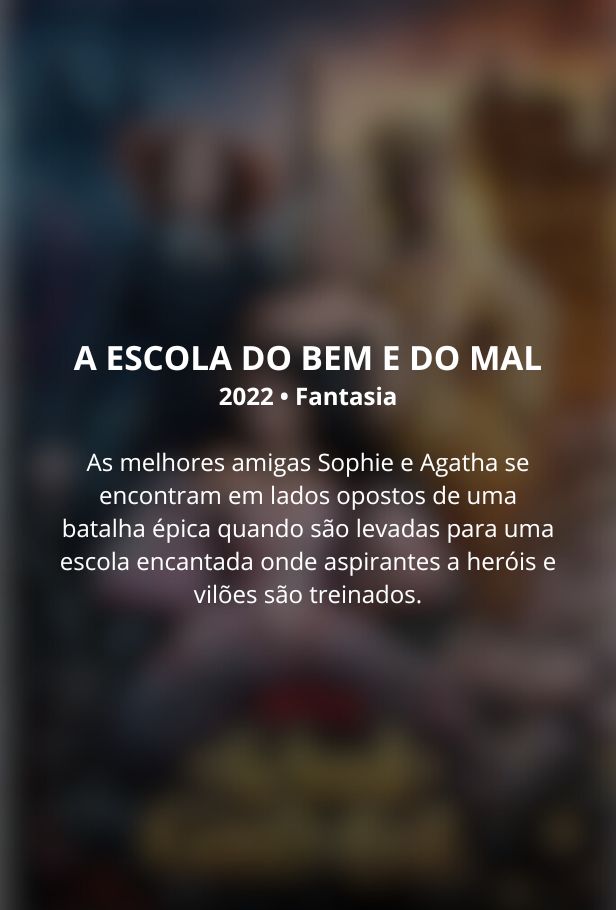 A ESCOLA DO BEM E DO MAL
2022 • Fantasia
As melhores amigas Sophie e Agatha se
encontram em lados opostos de uma
batalha épica quando são levadas para uma
escola encantada onde aspirantes a heróis e
vilões são treinados.